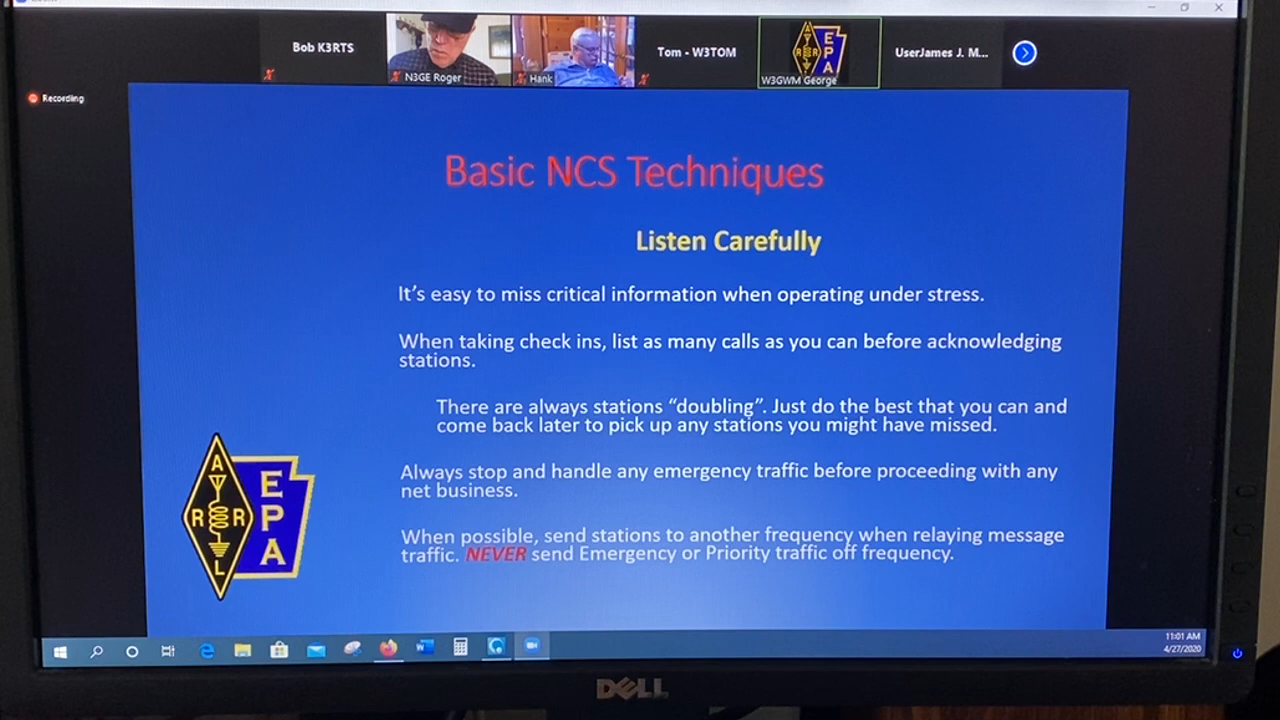 Bob K3RTS
N3GE Roger
Hank
Tom - W3TOM
A
R R
L
E
P
A
W3GWM George
UserJames J. M...
Recording
Basic NCS Techniques
Listen Carefully
It's easy to miss critical information when operating under stress.
When taking check ins, list as many calls as you can before acknowledging
stations.
There are always stations “doubling”. Just do the best that you can and
come back later to pick up any stations you might have missed.
Always stop and handle any emergency traffic before proceeding with any
net business.
When possible, send stations to another frequency when relaying message
traffic. NEVER send Emergency or Priority traffic off frequency.
A
R R
L
E
P
A
11:01 AM
4/27/2020
DELL